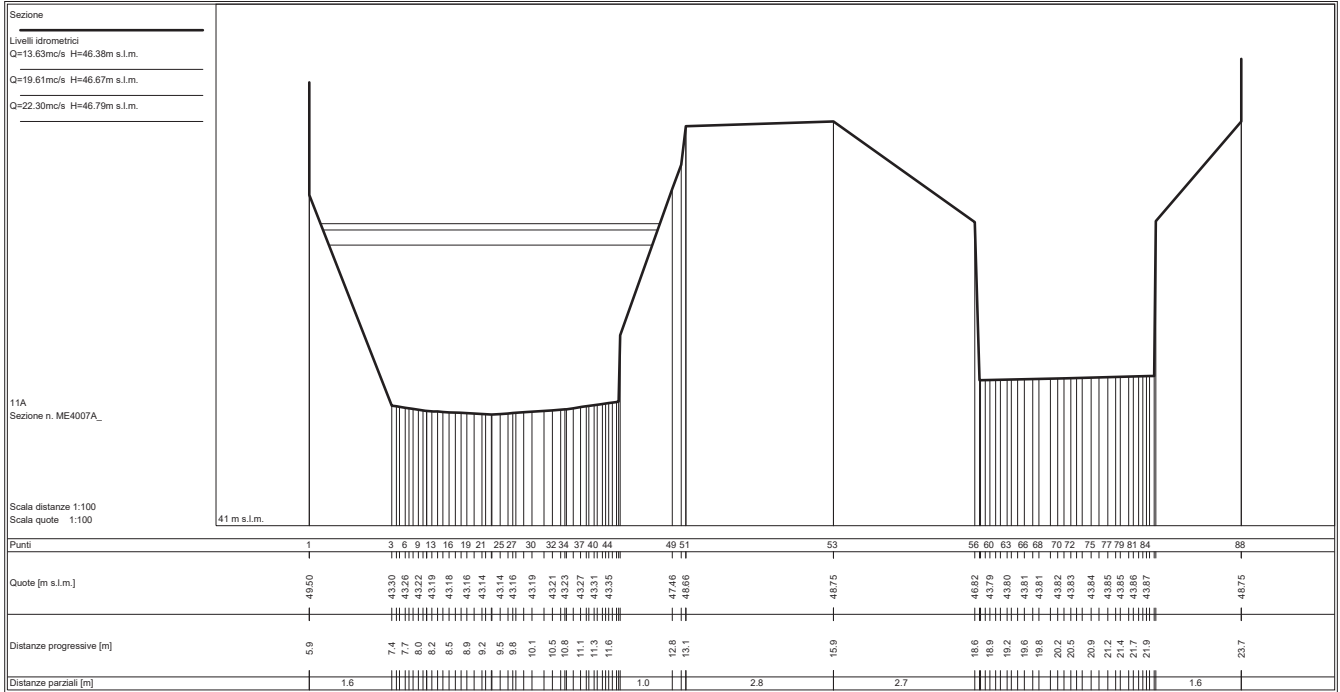 Sezione
Livelli idrometrici
Q=13.63mc/s H=46.38m s.l.m.
Q=19.61mc/s H=46.67m s.l.m.
Q=22.30mc/s H=46.79m s.l.m.
11A
Sezione n. ME4007A_
Scala distanze 1:100
Scala quote 1:100
41 m s.l.m.
Punti 1 3 6 9 13 16 19 21 25 27 30 32 34 37 40 44 49 51 53 56 60 63 66 68 70 72 75 77 79 81 84 88
Quote [m s.l.m.] 49.60 43.30 43.26 43.22 43.19 43.18 43.16 43.14 43.14 43.16 43.19 43.21 43.23 43.27 43.31 43.35 47.46 48.66 48.75 46.82 43.79 43.80 43.81 43.81 43.82 43.83 43.84 43.85 43.85 43.86 43.87 48.75
Distanze progressive [m] 5.9 7.4 7.7 8.0 8.2 8.5 8.9 9.2 9.5 9.8 10.1 10.5 10.8 11.1 11.3 11.6 12.8 13.1 15.9 18.6 18.9 19.2 19.6 19.8 20.2 20.5 20.9 21.2 21.4 21.7 21.9 23.7
Distanze parziali [m] 1.6 1.0 2.8 2.7 1.6